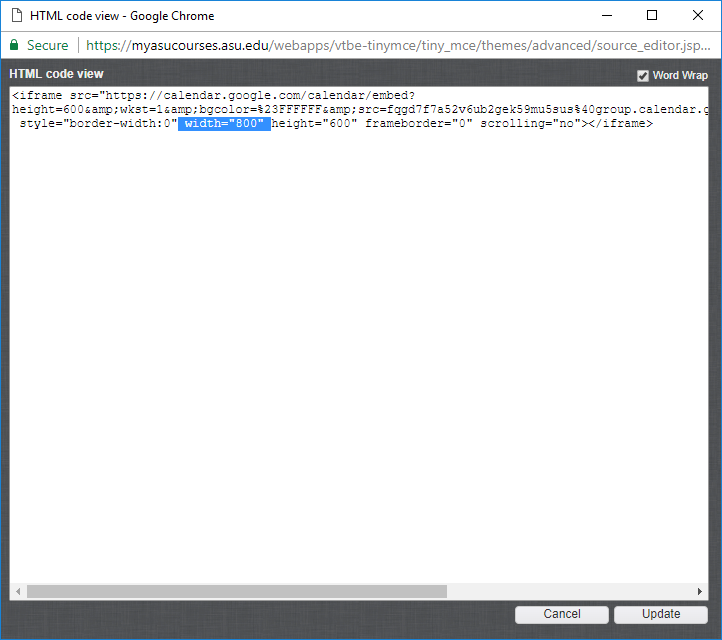 HTML code view - Google Chrome
Secure | https://myasucourses.asu.edu/webapps/vtbe-tinymce/tiny_mce/themes/advanced/source_editor.jsp...
HTML code view
Word Wrap
<iframe src="https://calendar.google.com/calendar/embed?
height=600&amp;wkst=1&amp;bgcolor=%23FFFFFF&amp;src=fqgd7f7a52v6ub2gek59mu5sus%40group.calendar.g
style="border-width:0" width="800" height="600" frameborder="0" scrolling="no"></iframe>
Cancel
Update